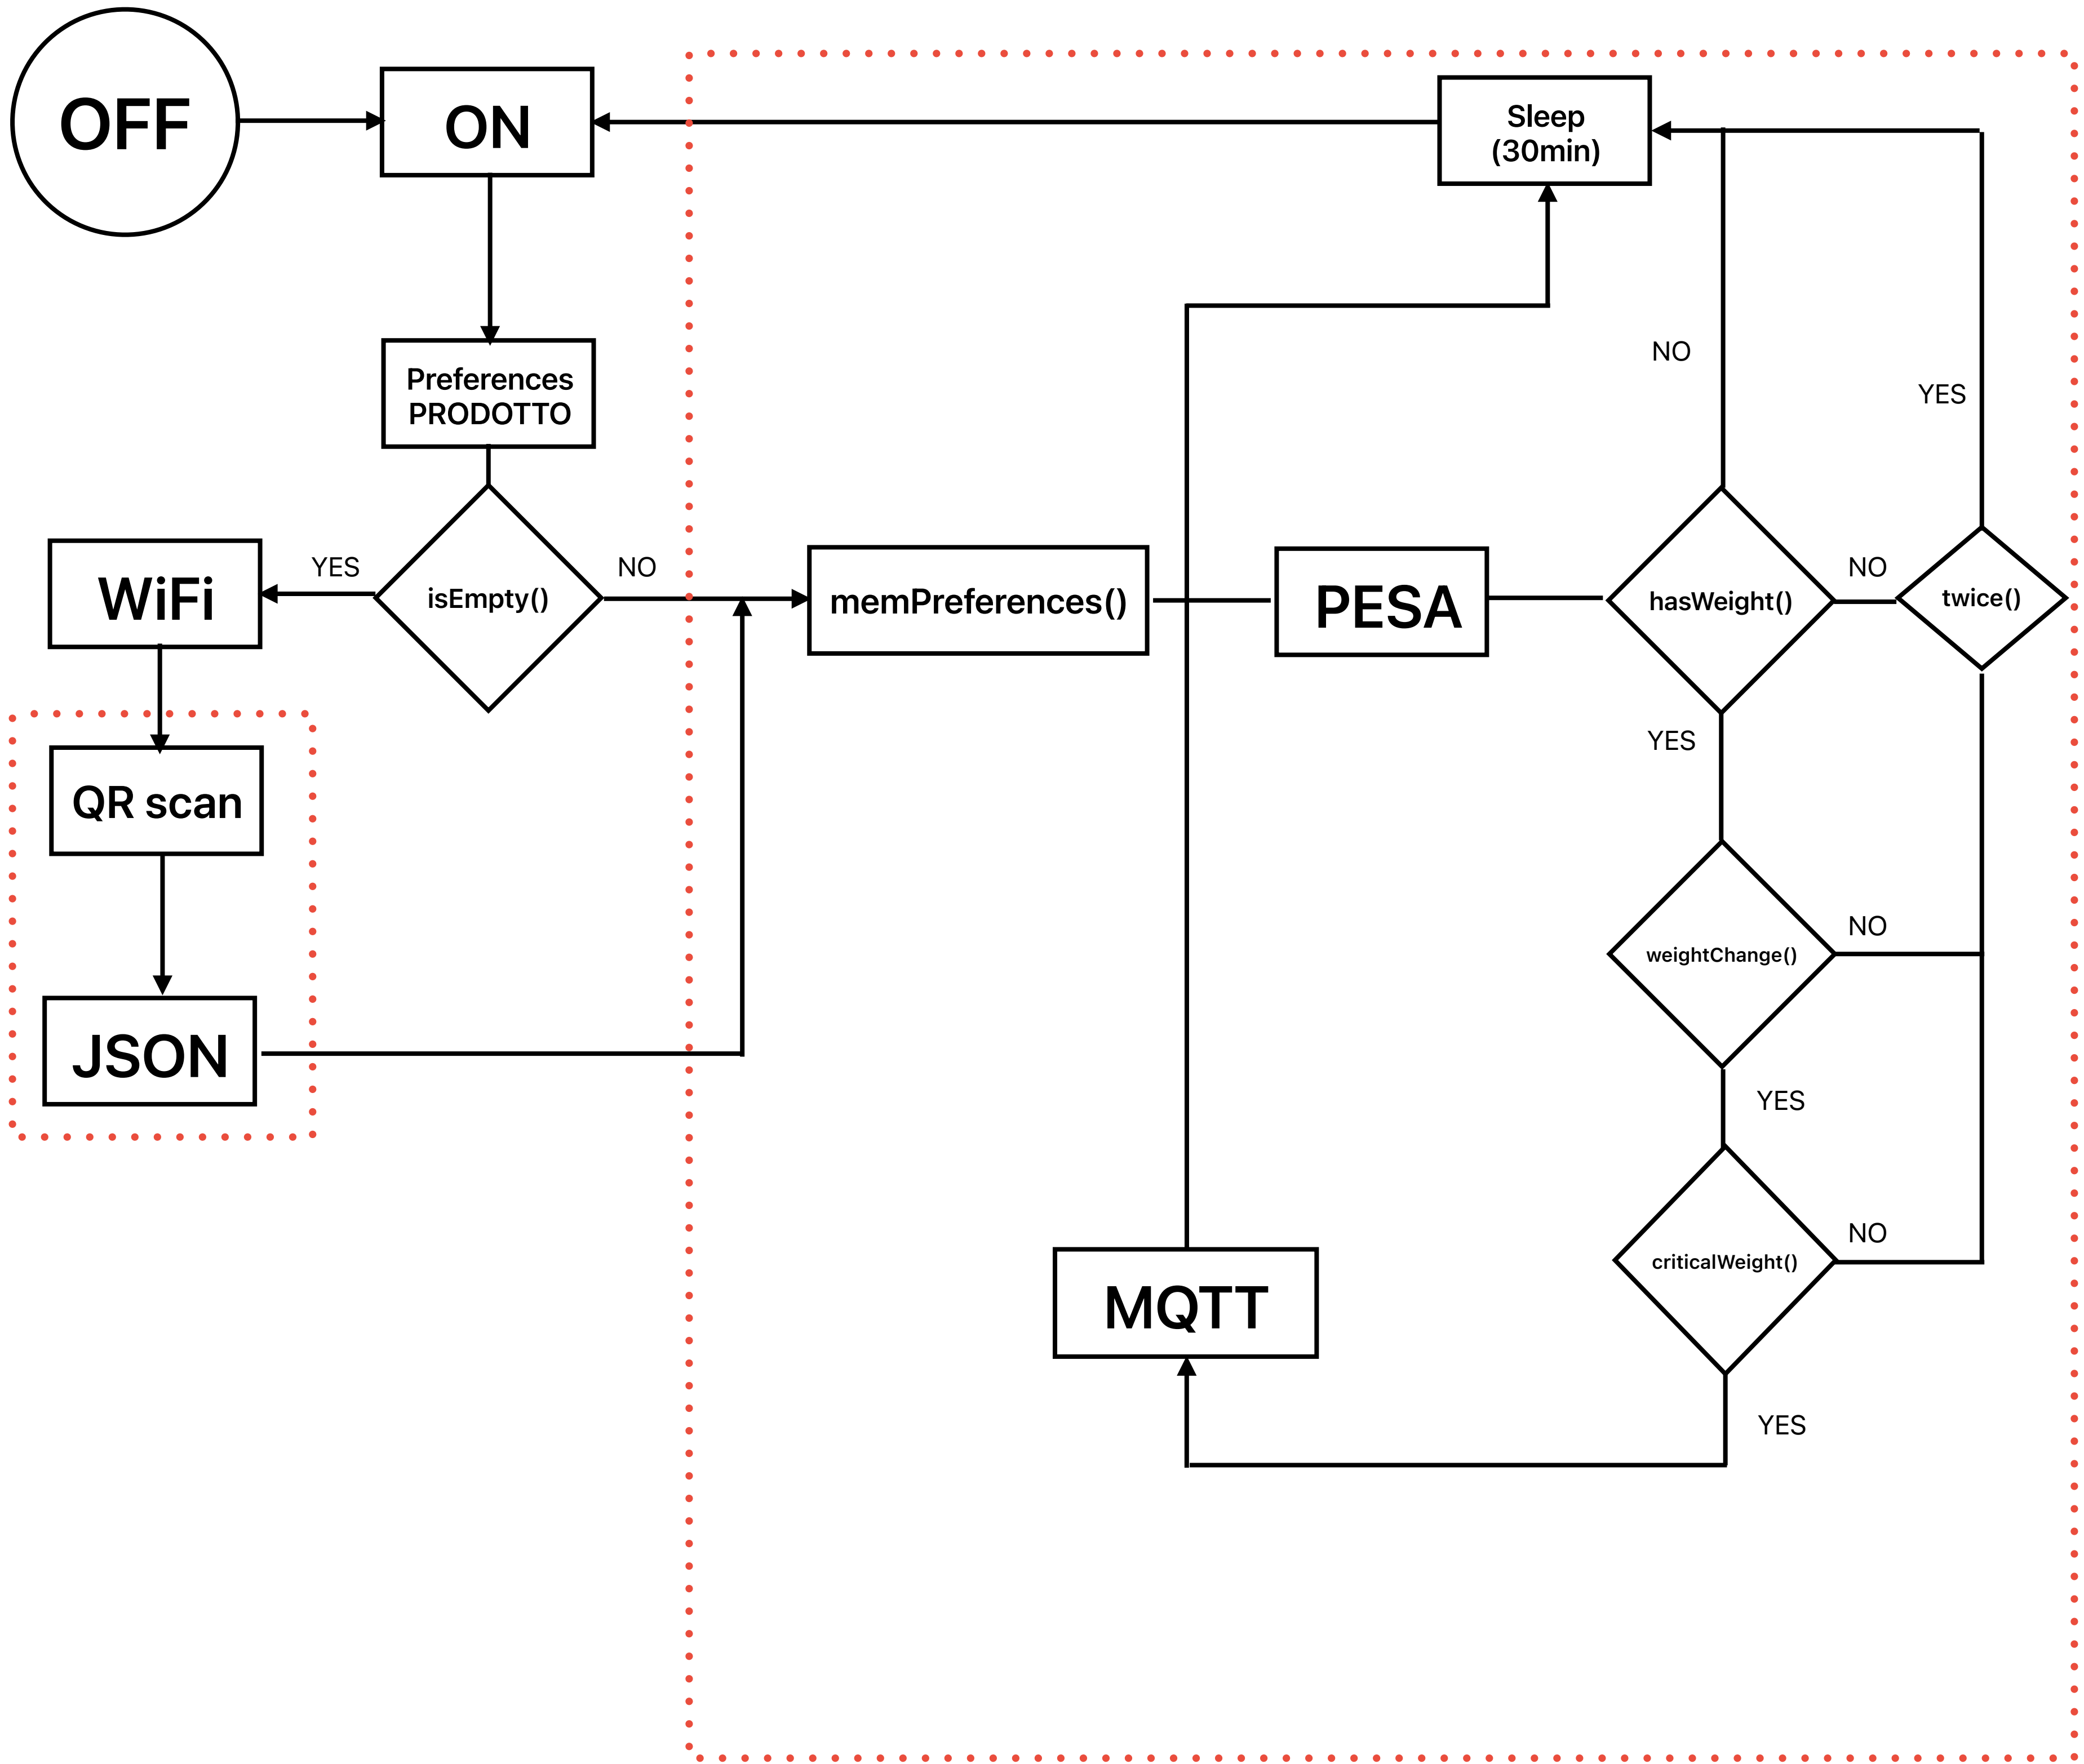 OFF
ON
Sleep
(30min)
NO
YES
Preferences
PRODOTTO
WiFi
YES
isEmpty()
NO
memPreferences()
PESA
hasWeight()
NO
twice()
YES
QR scan
weightChange()
NO
JSON
YES
criticalWeight()
NO
MQTT
YES